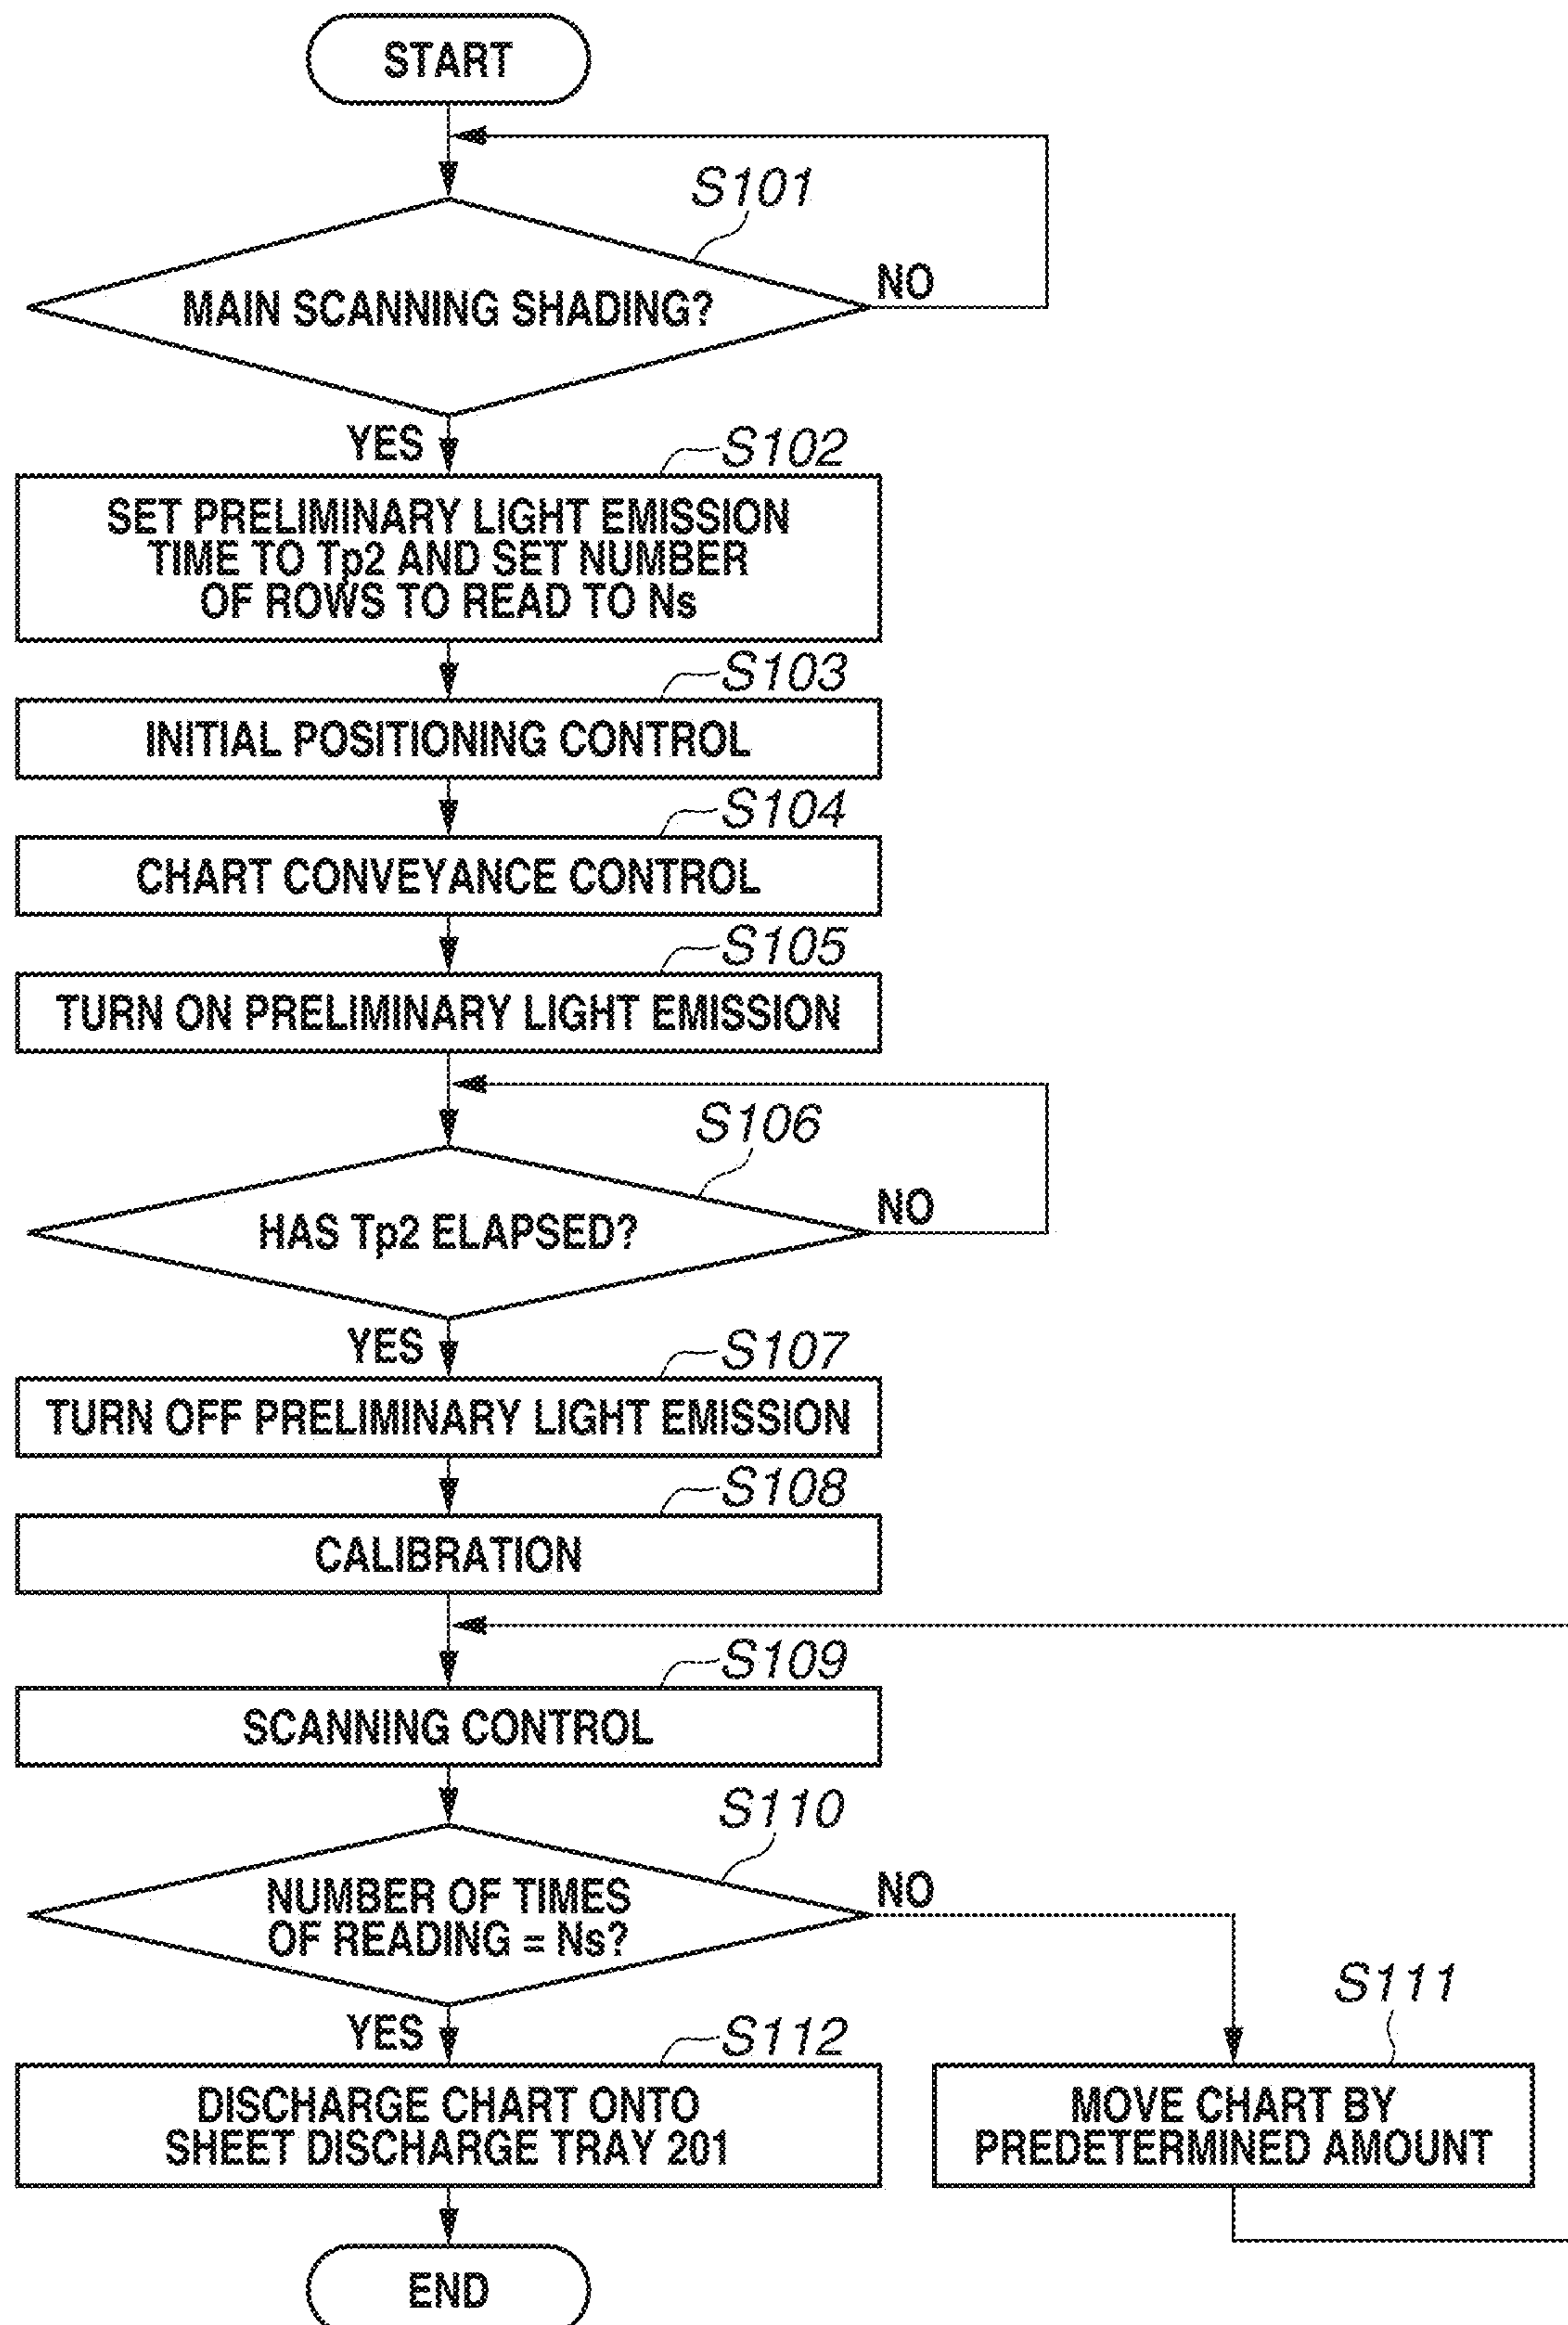 START
S101
MAIN SCANNING SHADING?
NO
YES
S102
SET PRELIMINARY LIGHT EMISSION
TIME TO Tp2 AND SET NUMBER
OF ROWS TO READ TO Ns
S103
INITIAL POSITIONING CONTROL
S104
CHART CONVEYANCE CONTROL
S105
TURN ON PRELIMINARY LIGHT EMISSION
S106
HAS Tp2 ELAPSED?
NO
YES
S107
TURN OFF PRELIMINARY LIGHT EMISSION
S108
CALIBRATION
S109
SCANNING CONTROL
S110
NUMBER OF TIMES
OF READING = Ns?
NO
YES
S111
MOVE CHART BY
PREDETERMINED AMOUNT
S112
DISCHARGE CHART ONTO
SHEET DISCHARGE TRAY 201
END